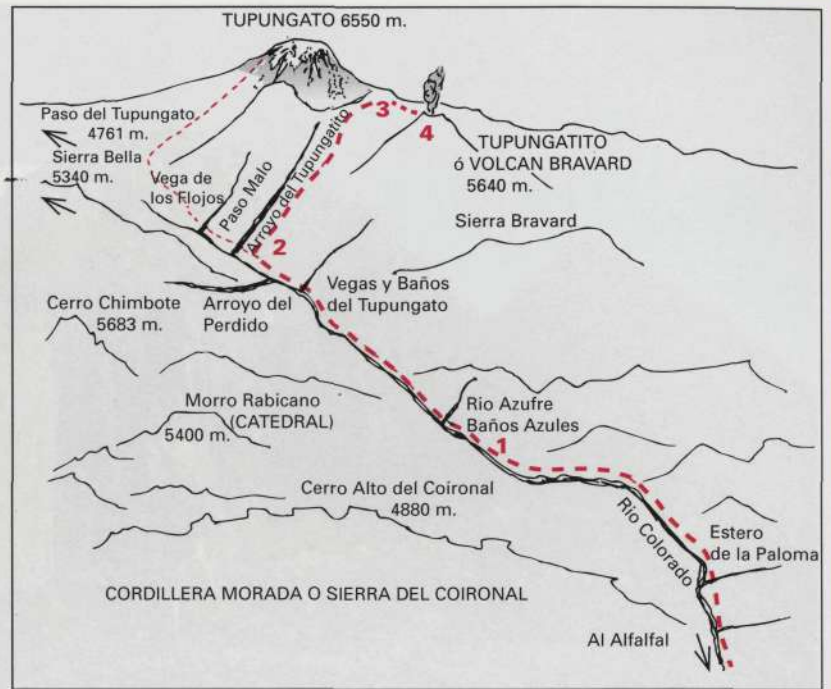 TUPUNGATO 6550 m.
Paso del Tupungato
4761 m.
Sierra Bella
5340 m.
Vega de
los Flojos
Paso Malo
Arroyo del Tupungatito
3
4
TUPUNGATITO
ó VOLCAN BRAVARD
5640 m.
2
Sierra Bravard
Vegas y Baños
del Tupungato
Cerro Chimbote
5683 m.
Arroyo del
Perdido
Morro Rabicano
(CATEDRAL)
5400 m.
Rio Azufre
Baños Azules
1
Cerro Alto del Coironal
4880 m.
Rio Colorado
Estero
de la Paloma
CORDILLERA MORADA O SIERRA DEL COIRONAL
Al Alfalfal